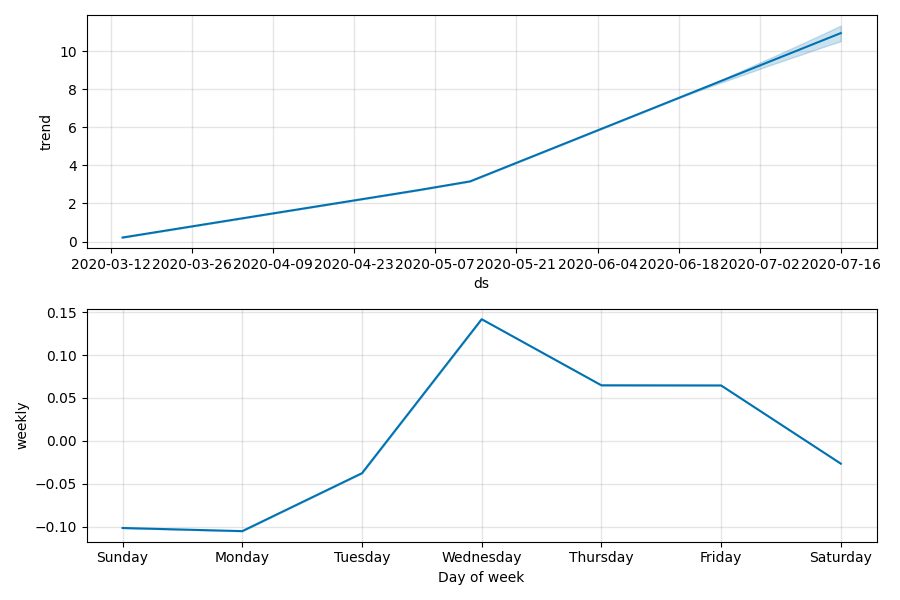 10
8
6
4
2
0
trend
2020-03-12 2020-03-26 2020-04-09 2020-04-23 2020-05-07 2020-05-21 2020-06-04 2020-06-18 2020-07-02 2020-07-16
ds
0.15
0.10
0.05
0.00
−0.05
−0.10
weekly
Sunday Monday Tuesday Wednesday Thursday Friday Saturday
Day of week